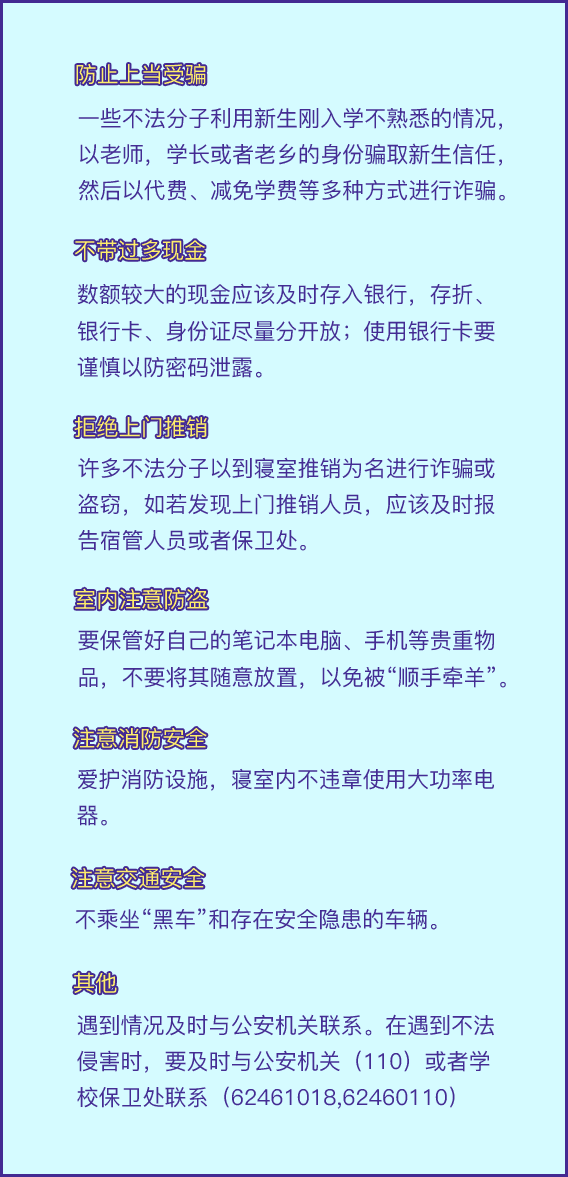 防止上当受骗
一些不法分子利用新生刚入学不熟悉的情况，
以老师，学长或者老乡的身份骗取新生信任，
然后以代费、减免学费等多种方式进行诈骗。
不带过多现金
数额较大的现金应该及时存入银行，存折、
银行卡、身份证尽量分开放；使用银行卡要
谨慎以防密码泄露。
拒绝上门推销
许多不法分子以到寝室推销为名进行诈骗或
盗窃，如若发现上门推销人员，应该及时报
告宿管人员或者保卫处。
室内注意防盗
要保管好自己的笔记本电脑、手机等贵重物
品，不要将其随意放置，以免被“顺手牵羊”。
注意消防安全
爱护消防设施，寝室内不违章使用大功率电
器。
注意交通安全
不乘坐“黑车”和存在安全隐患的车辆。
其他
遇到情况及时与公安机关联系。在遇到不法
侵害时，要及时与公安机关（110）或者学
校保卫处联系（62461018,62460110）